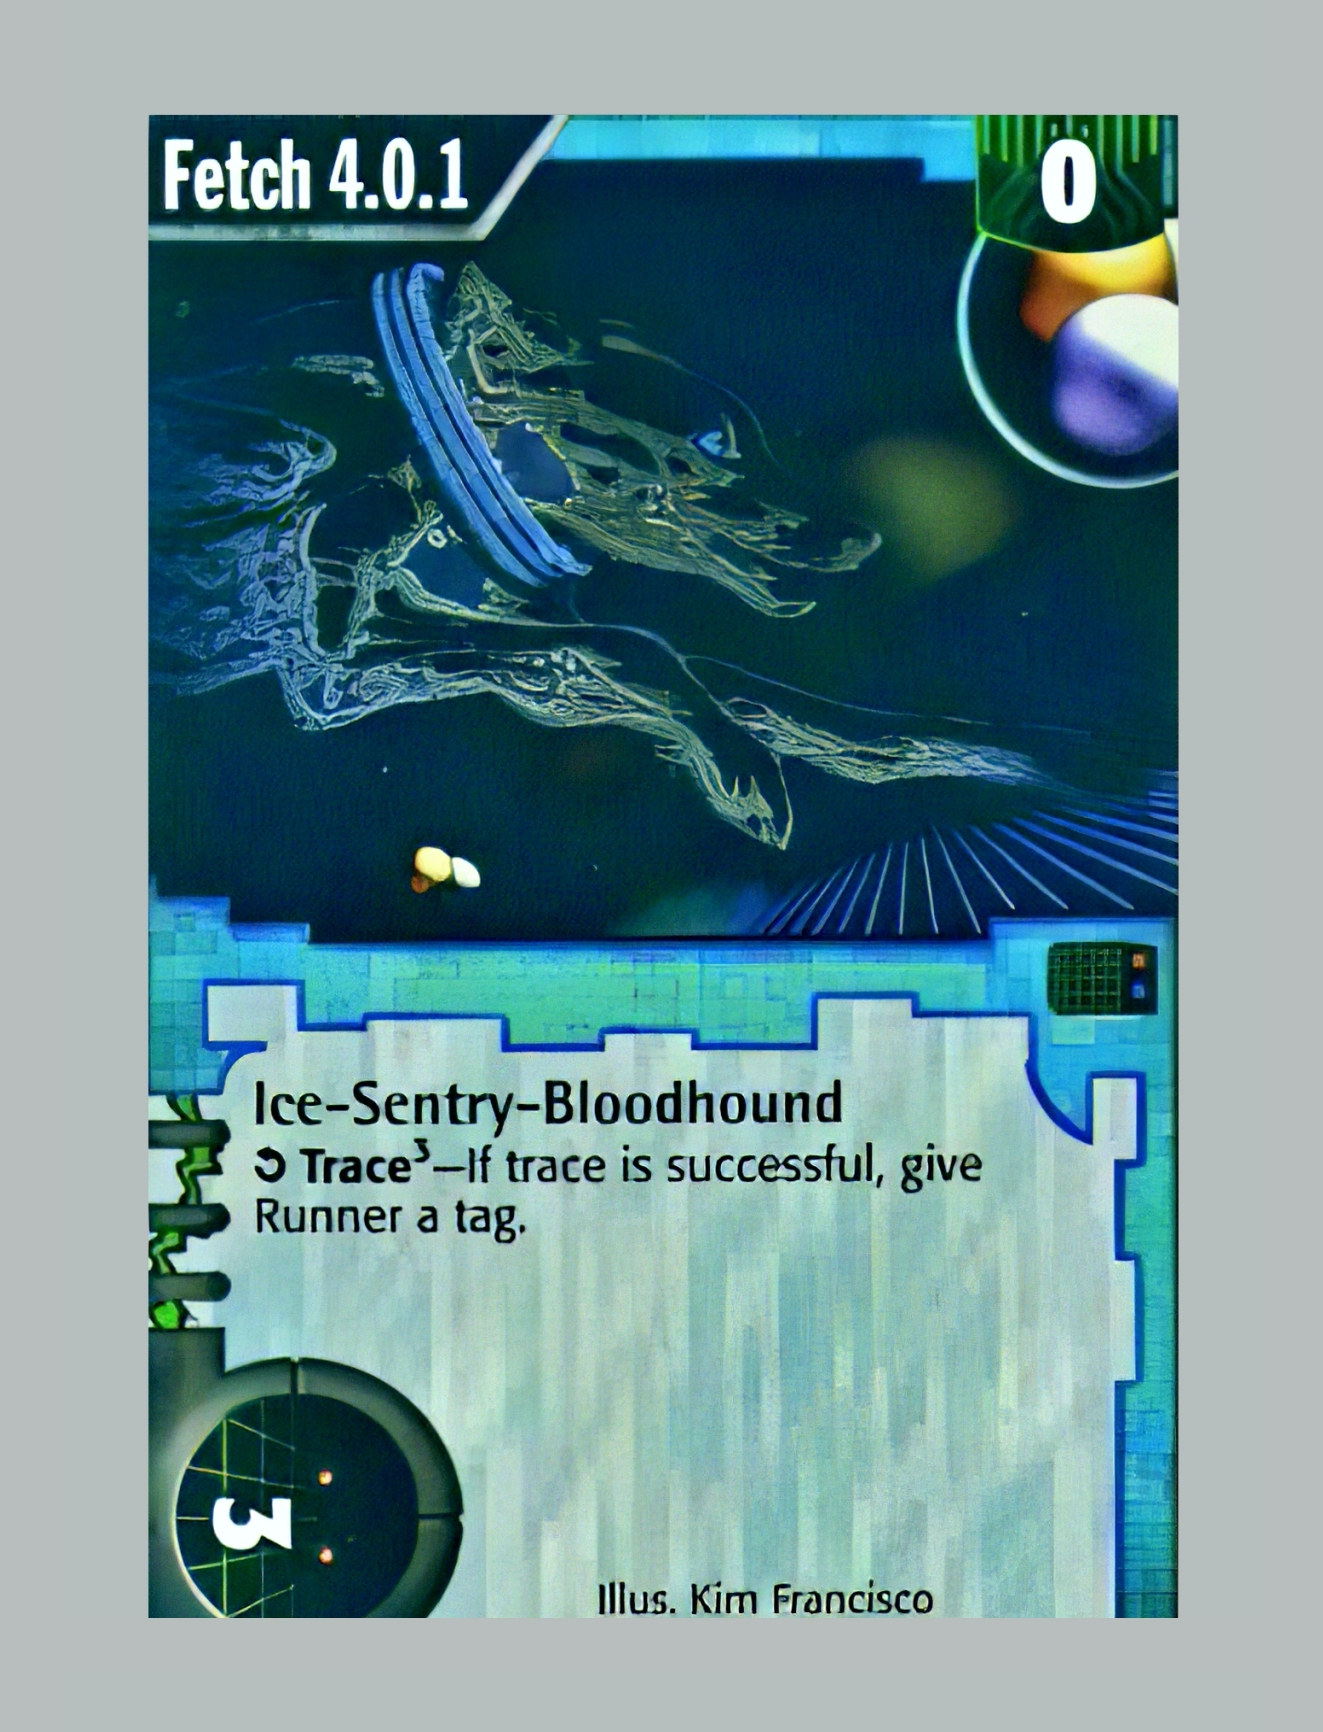 Fetch 4.0.1
0
Ice-Sentry-Bloodhound
Trace³—If trace is successful, give
Runner a tag.
3
Illus. Kim Francisco